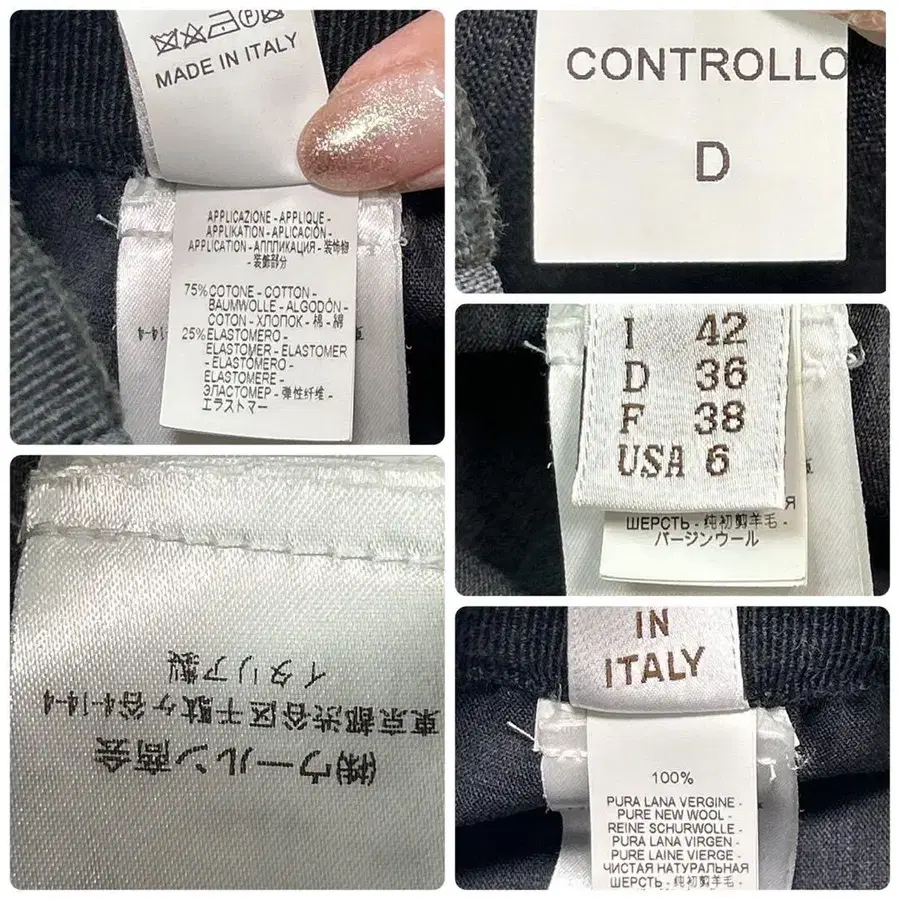 MADE IN ITALY
APPLICAZIONE - APPLIQUE -
APPLIKATION - APLICACIÓN -
APPLICATION - АППЛИКАЦИЯ - 装饰物
- 装飾部分
75% COTONE - COTTON -
BAUMWOLLE - ALGODÓN -
COTON - ХЛОПОК - 棉 - 綿
25% ELASTOMERO -
ELASTOMER - ELASTOMER
- ELASTÓMERO -
ELASTOMERE -
ЭЛАСТОМЕР - 弹性纤维 -
エラストマー
CONTROLLO
D
I 42
D 36
F 38
USA 6
Я
ШЕРСТЬ - 纯初剪羊毛 -
バージンウール
㈱ウールン商会
東京都渋谷区千駄ケ谷4-14-4
イタリア製
IN
ITALY
100%
PURA LANA VERGINE -
PURE NEW WOOL -
REINE SCHURWOLLE -
PURA LANA VIRGEN -
PURE LAINE VIERGE -
ЧИСТАЯ НАТУРАЛЬНАЯ
ШЕРСТЬ - 纯初剪羊毛 -